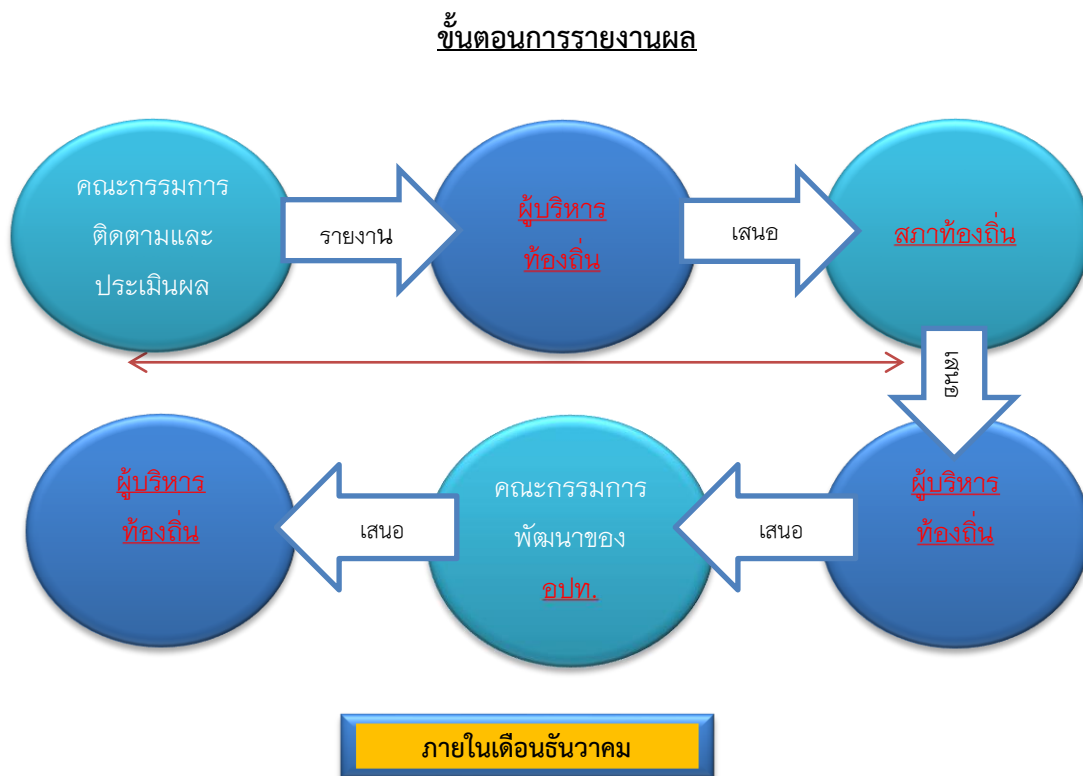 ขั้นตอนการรายงานผล
คณะกรรมการ
ติดตามและ
ประเมินผล
รายงาน
ผู้บริหาร
ท้องถิ่น
เสนอ
สภาท้องถิ่น
เสนอ
ผู้บริหาร
ท้องถิ่น
เสนอ
คณะกรรมการ
พัฒนาของ
อปท.
เสนอ
ผู้บริหาร
ท้องถิ่น
ภายในเดือนธันวาคม